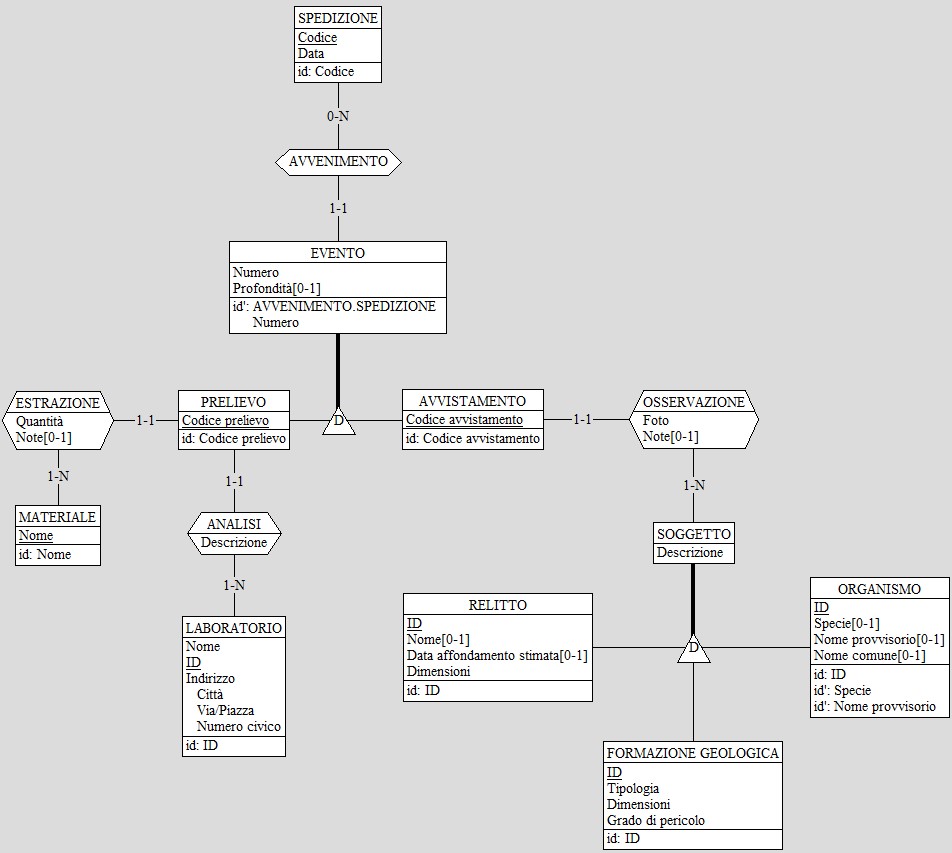 SPEDIZIONE
Codice
Data
id: Codice
0-N
AVVENIMENTO
1-1
EVENTO
Numero
Profondità[0-1]
id': AVVENIMENTO.SPEDIZIONE
Numero
ESTRAZIONE
Quantità
Note[0-1]
1-1
PRELIEVO
Codice prelievo
id: Codice prelievo
D
AVVISTAMENTO
Codice avvistamento
id: Codice avvistamento
1-1
OSSERVAZIONE
Foto
Note[0-1]
1-N
MATERIALE
Nome
id: Nome
1-1
ANALISI
Descrizione
1-N
LABORATORIO
Nome
ID
Indirizzo
Città
Via/Piazza
Numero civico
id: ID
1-N
SOGGETTO
Descrizione
D
RELITTO
ID
Nome[0-1]
Data affondamento stimata[0-1]
Dimensioni
id: ID
ORGANISMO
ID
Specie[0-1]
Nome provvisorio[0-1]
Nome comune[0-1]
id: ID
id': Specie
id': Nome provvisorio
FORMAZIONE GEOLOGICA
ID
Tipologia
Dimensioni
Grado di pericolo
id: ID